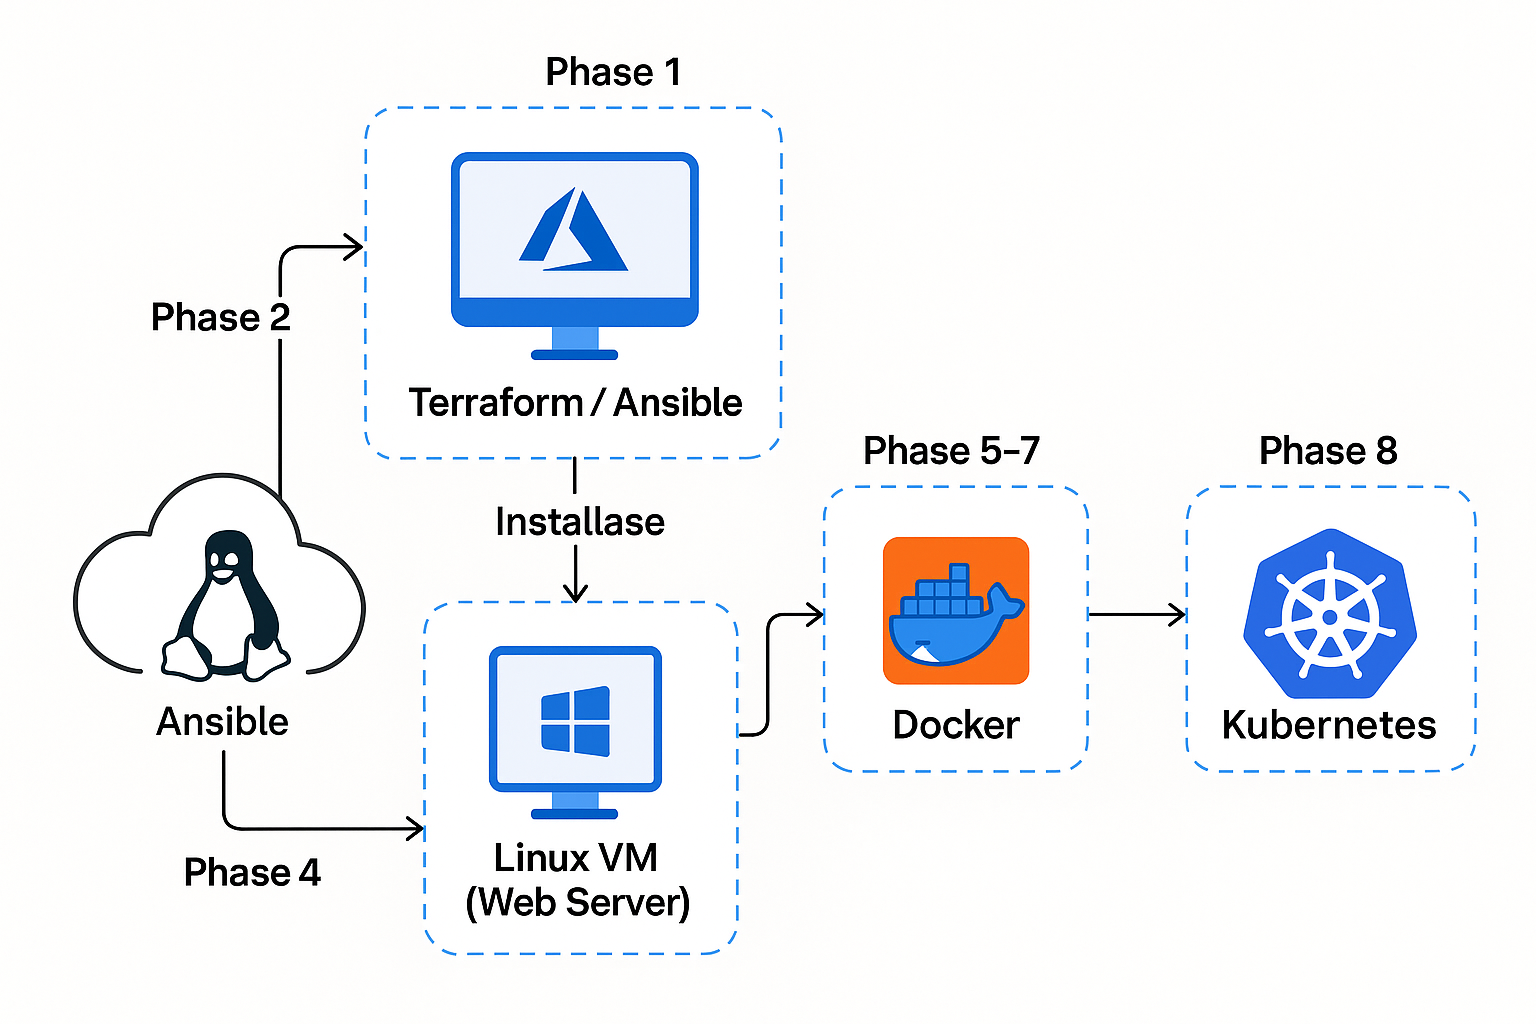 Phase 1
Terraform / Ansible
Phase 2
Installase
Ansible
Phase 4
Linux VM
(Web Server)
Phase 5–7
Docker
Phase 8
Kubernetes